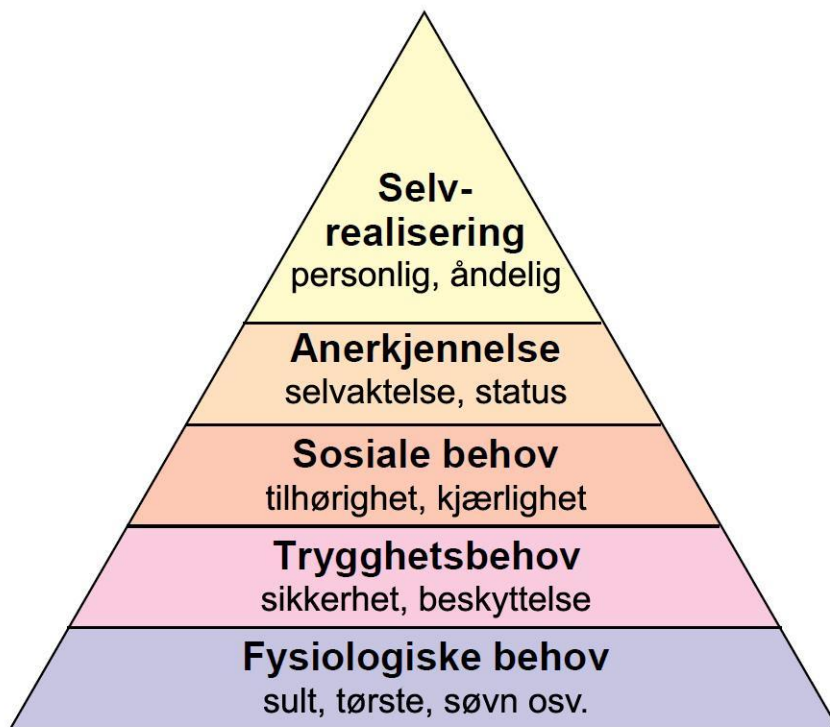 Selv-
realisering
personlig, åndelig
Anerkjennelse
selvaktelse, status
Sosiale behov
tilhørighet, kjærlighet
Trygghetsbehov
sikkerhet, beskyttelse
Fysiologiske behov
sult, tørste, søvn osv.